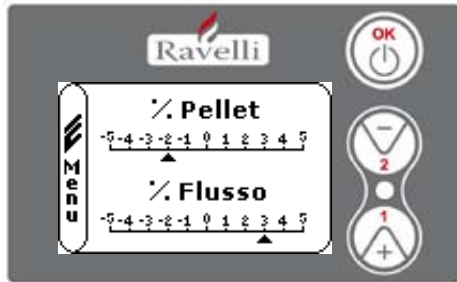 Ravelli
OK
Menu
% Pellet
-5 -4 -3 -2 -1 0 1 2 3 4 5
% Flusso
-5 -4 -3 -2 -1 0 1 2 3 4 5
−
2
1
+